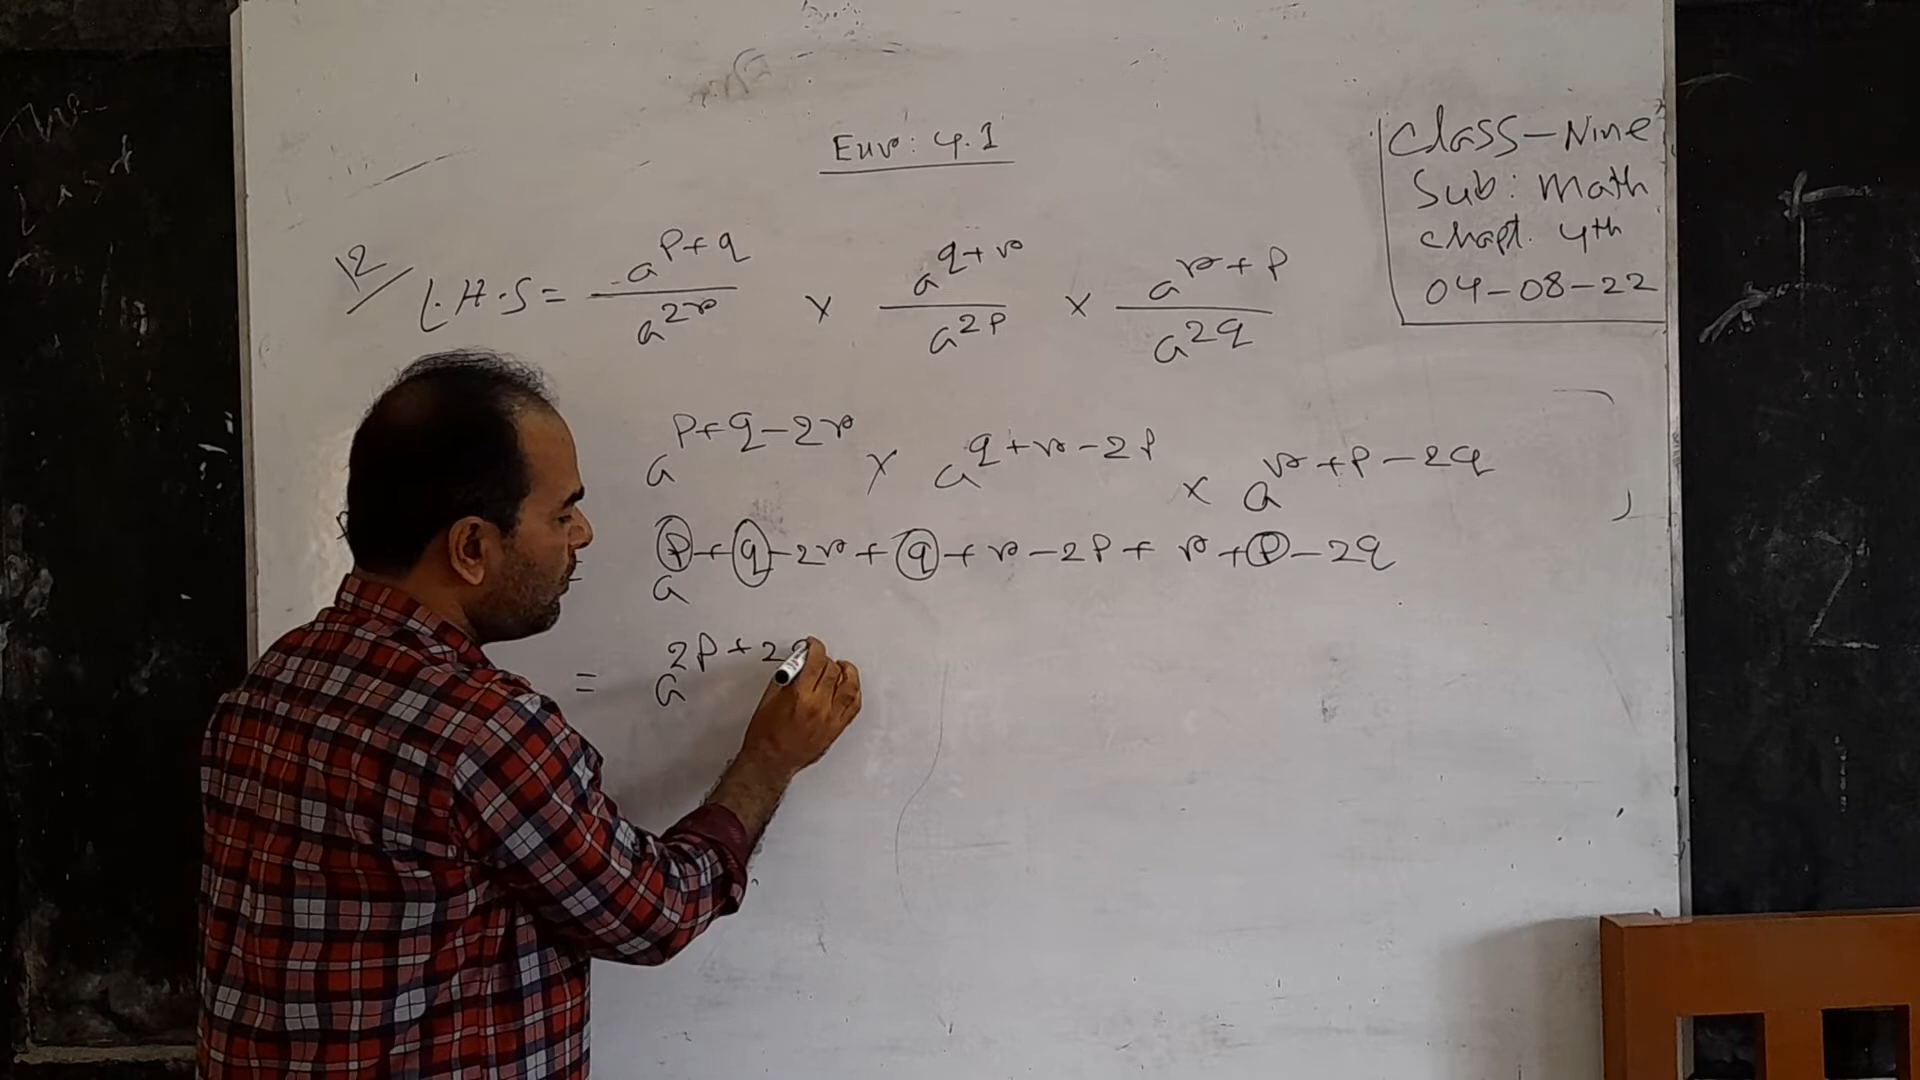 Exr: 4.1
Class-Nine
Sub: Math
Chapt. 4th
04-08-22
12/ L.H.S = a^{p+q}/a^{2r} × a^{q+r}/a^{2p} × a^{r+p}/a^{2q}
a^{p+q-2r} × a^{q+r-2p} × a^{r+p-2q}
= a^{p+q-2r+q+r-2p+r+p-2q}
= a^{2p+2